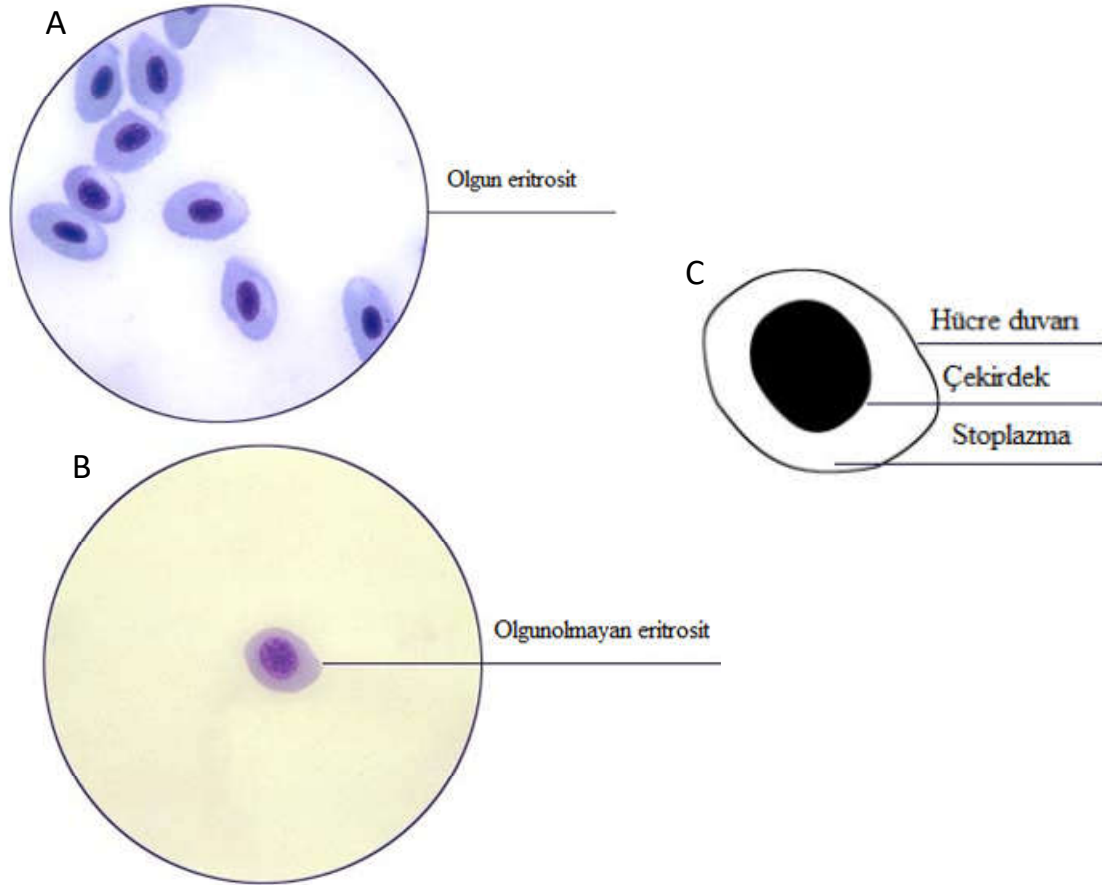 A
Olgun eritrosit
C
Hücre duvarı
Çekirdek
Stoplazma
B
Olgunolmayan eritrosit